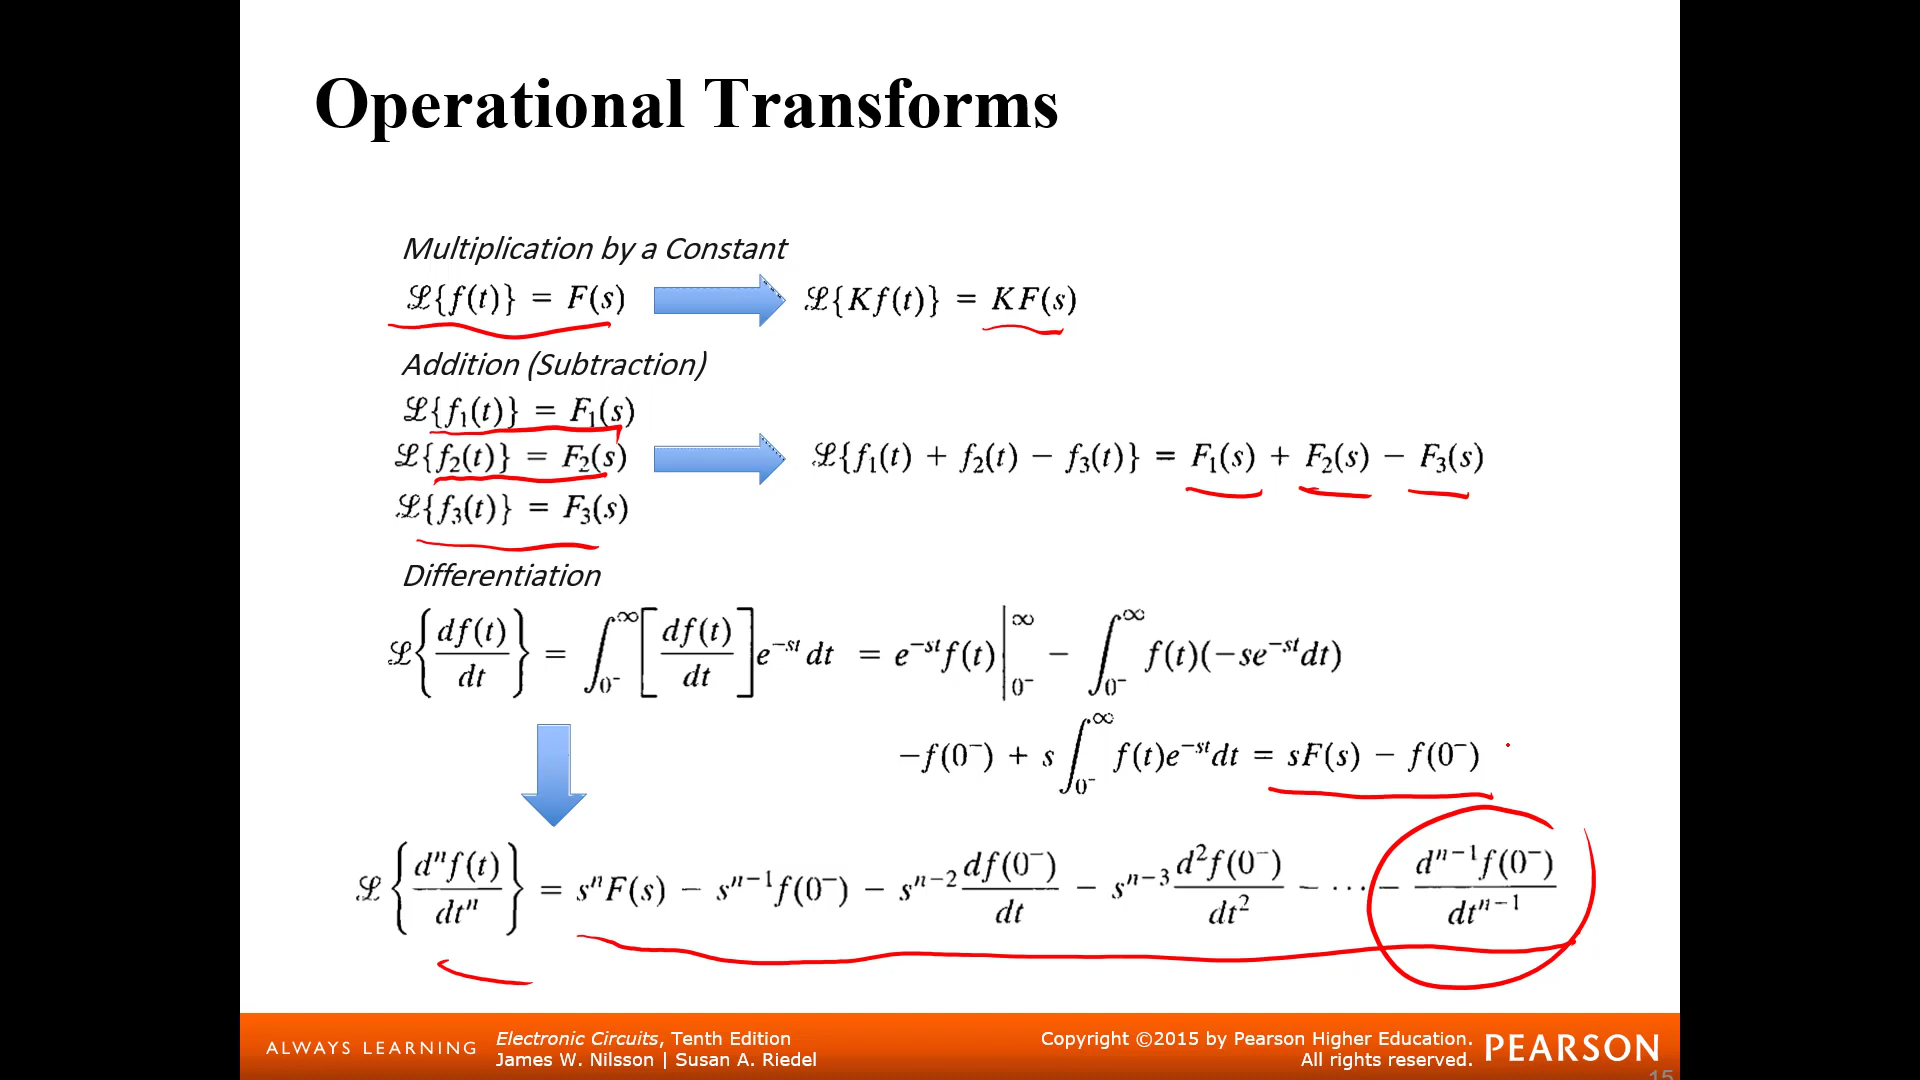 Operational Transforms
Multiplication by a Constant
ℒ{f(t)} = F(s) ℒ{Kf(t)} = KF(s)
Addition (Subtraction)
ℒ{f₁(t)} = F₁(s)
ℒ{f₂(t)} = F₂(s) ℒ{f₁(t) + f₂(t) − f₃(t)} = F₁(s) + F₂(s) − F₃(s)
ℒ{f₃(t)} = F₃(s)
Differentiation
ℒ{df(t)/dt} = ∫₀⁻^∞ [df(t)/dt] e^(−st) dt = e^(−st) f(t)|₀⁻^∞ − ∫₀⁻^∞ f(t)(−se^(−st)dt)
−f(0⁻) + s ∫₀⁻^∞ f(t)e^(−st)dt = sF(s) − f(0⁻)
ℒ{dⁿf(t)/dtⁿ} = sⁿF(s) − sⁿ⁻¹f(0⁻) − sⁿ⁻² df(0⁻)/dt − sⁿ⁻³ d²f(0⁻)/dt² − ⋯ − dⁿ⁻¹f(0⁻)/dtⁿ⁻¹
ALWAYS LEARNING
Electronic Circuits, Tenth Edition
James W. Nilsson | Susan A. Riedel
Copyright ©2015 by Pearson Higher Education.
All rights reserved.
PEARSON
15